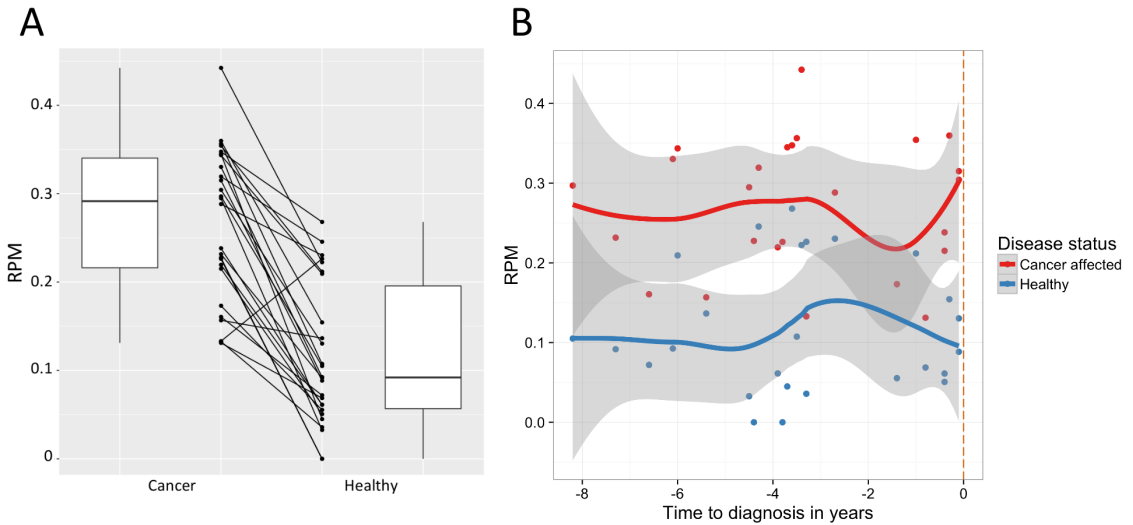 A
RPM
0.4
0.3
0.2
0.1
0
Cancer
Healthy
B
RPM
0.4
0.3
0.2
0.1
0.0
-8
-6
-4
-2
0
Time to diagnosis in years
Disease status
Cancer affected
Healthy